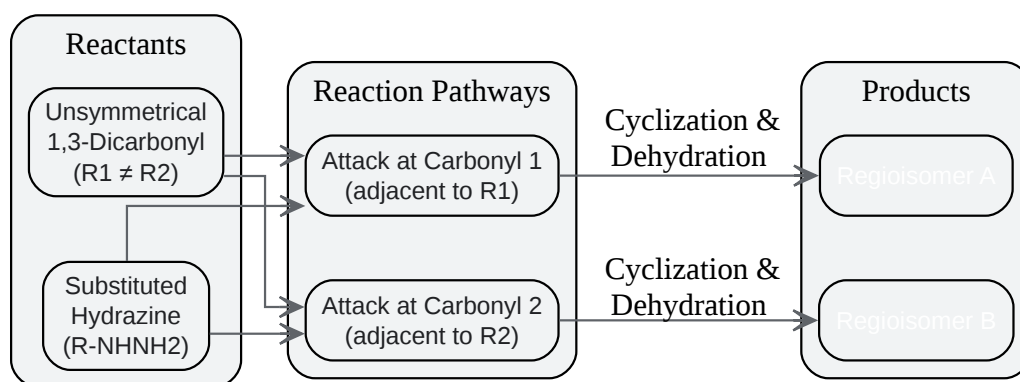 Reactants
Unsymmetrical
1,3-Dicarbonyl
(R1 ≠ R2)
Substituted
Hydrazine
(R-NHNH2)
Reaction Pathways
Attack at Carbonyl 1
(adjacent to R1)
Attack at Carbonyl 2
(adjacent to R2)
Cyclization &
Dehydration
Cyclization &
Dehydration
Products
Regioisomer A
Regioisomer B